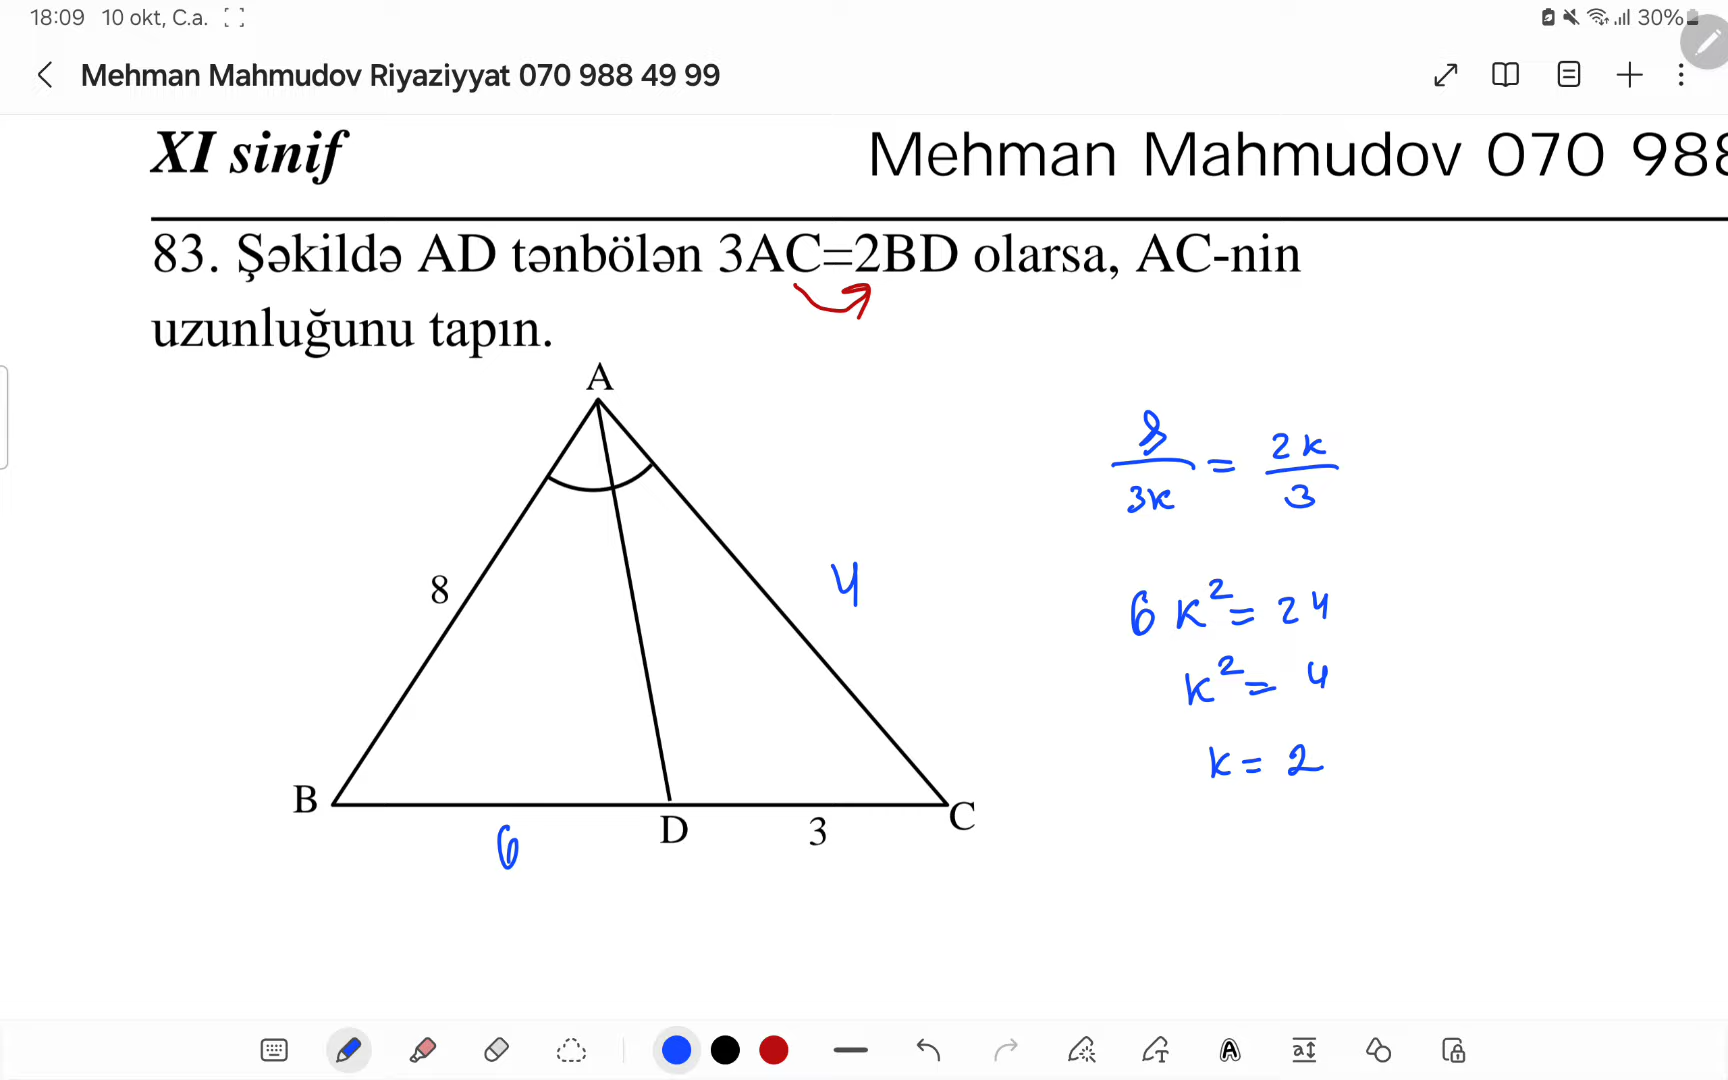 18:09 10 okt, C.a. 30%
Mehman Mahmudov Riyaziyyat 070 988 49 99
XI sinif Mehman Mahmudov 070 988
83. Şəkildə AD tənbölən 3AC=2BD olarsa, AC-nin
uzunluğunu tapın.
A
8/3k = 2k/3
8
4
6k²=24
k²=4
k=2
B
D
C
6
3